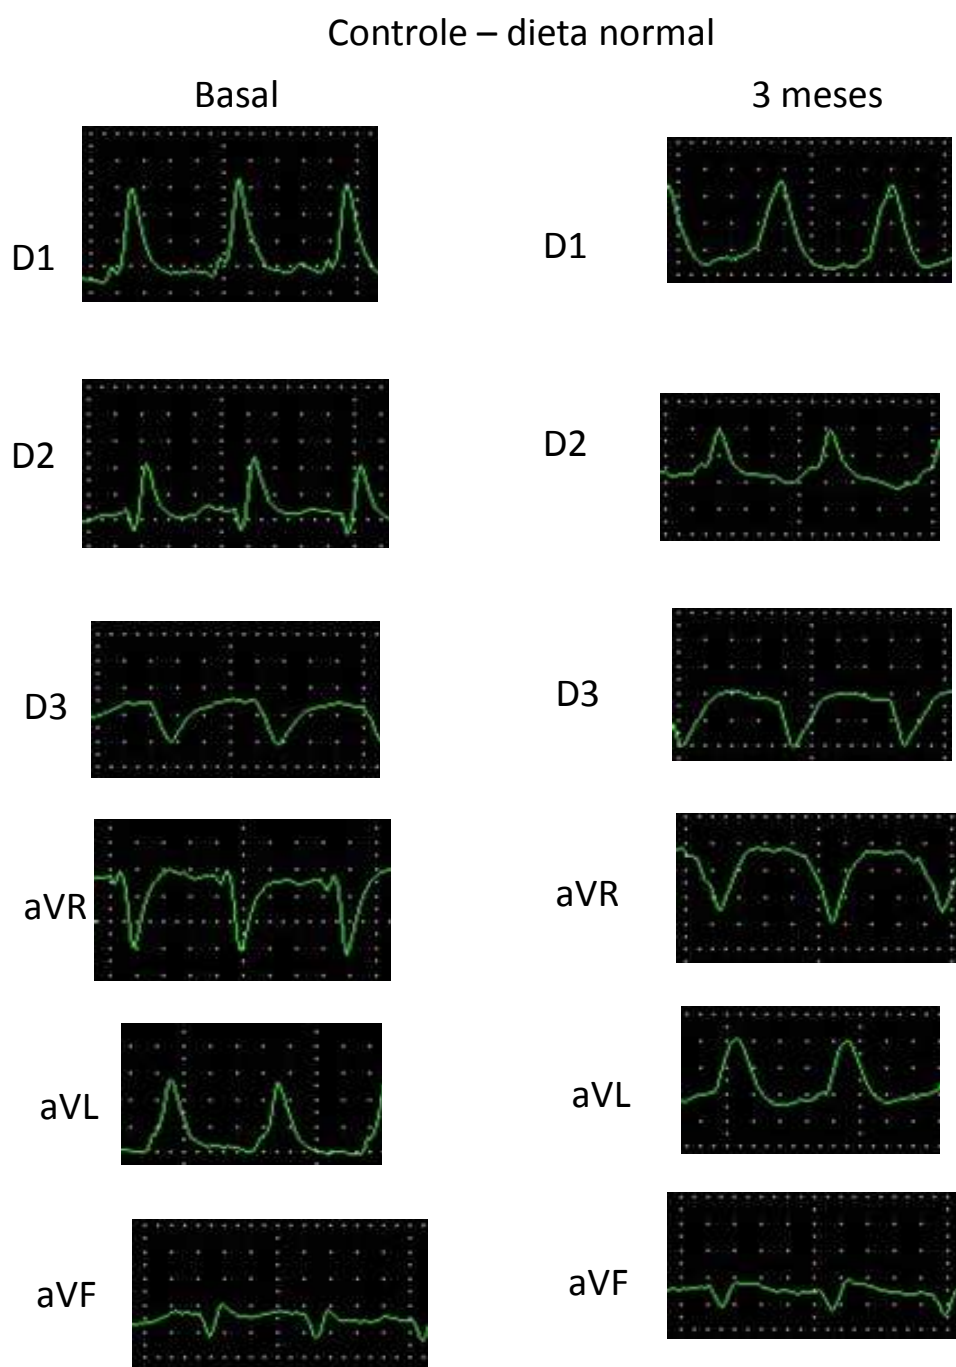 Controle – dieta normal
Basal
3 meses
D1
D1
D2
D2
D3
D3
aVR
aVR
aVL
aVL
aVF
aVF